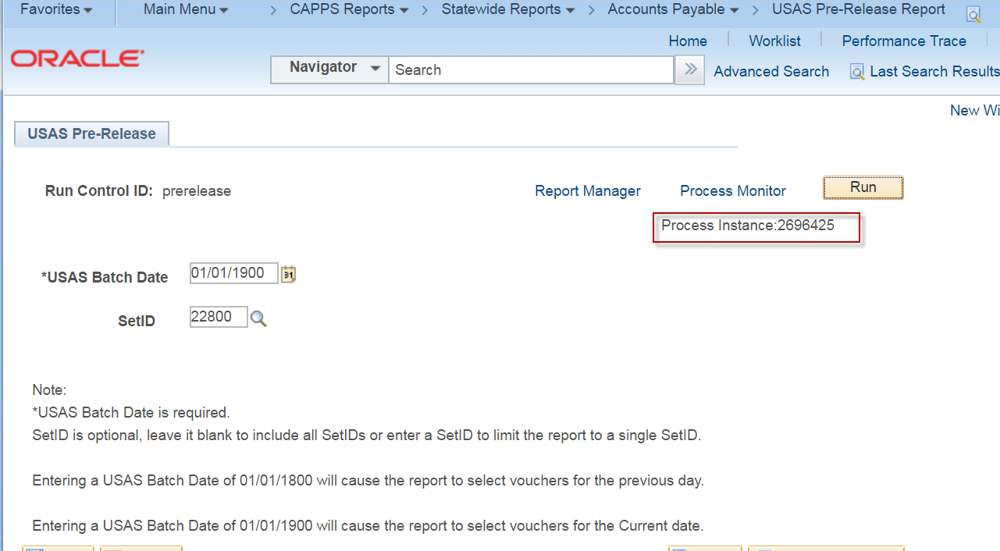 Favorites Main Menu > CAPPS Reports > Statewide Reports > Accounts Payable > USAS Pre-Release Report
Home Worklist Performance Trace
ORACLE
Navigator Search >> Advanced Search Last Search Results
New Wi
USAS Pre-Release
Run Control ID: prerelease Report Manager Process Monitor Run
Process Instance:2696425
*USAS Batch Date 01/01/1900 31
SetID 22800
Note:
*USAS Batch Date is required.
SetID is optional, leave it blank to include all SetIDs or enter a SetID to limit the report to a single SetID.
Entering a USAS Batch Date of 01/01/1800 will cause the report to select vouchers for the previous day.
Entering a USAS Batch Date of 01/01/1900 will cause the report to select vouchers for the Current date.